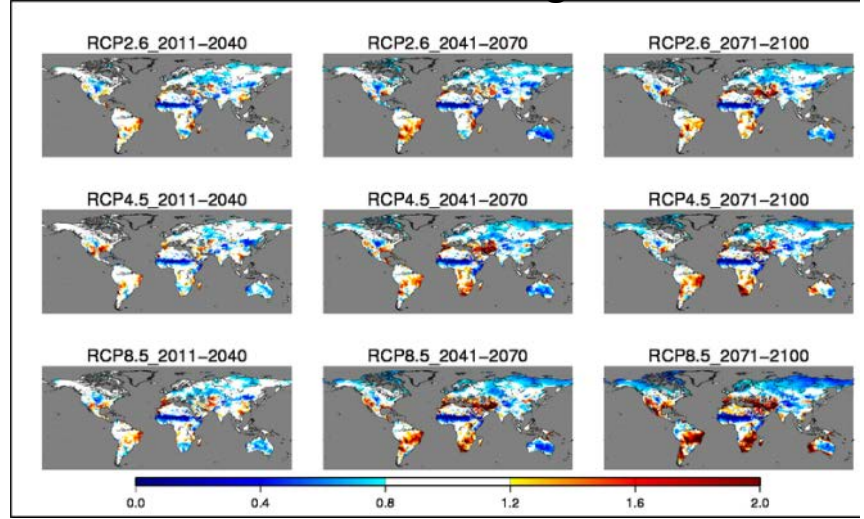 RCP2.6_2011-2040
RCP2.6_2041-2070
RCP2.6_2071-2100
RCP4.5_2011-2040
RCP4.5_2041-2070
RCP4.5_2071-2100
RCP8.5_2011-2040
RCP8.5_2041-2070
RCP8.5_2071-2100
0.0 0.4 0.8 1.2 1.6 2.0